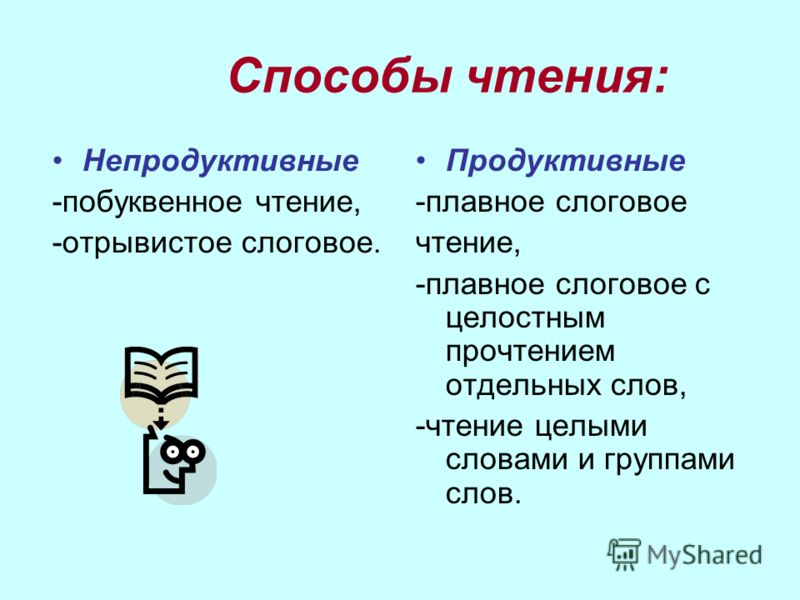 Способы чтения:
• Непродуктивные
-побуквенное чтение,
-отрывистое слоговое.
• Продуктивные
-плавное слоговое
чтение,
-плавное слоговое с
целостным
прочтением
отдельных слов,
-чтение целыми
словами и группами
слов.
MyShared